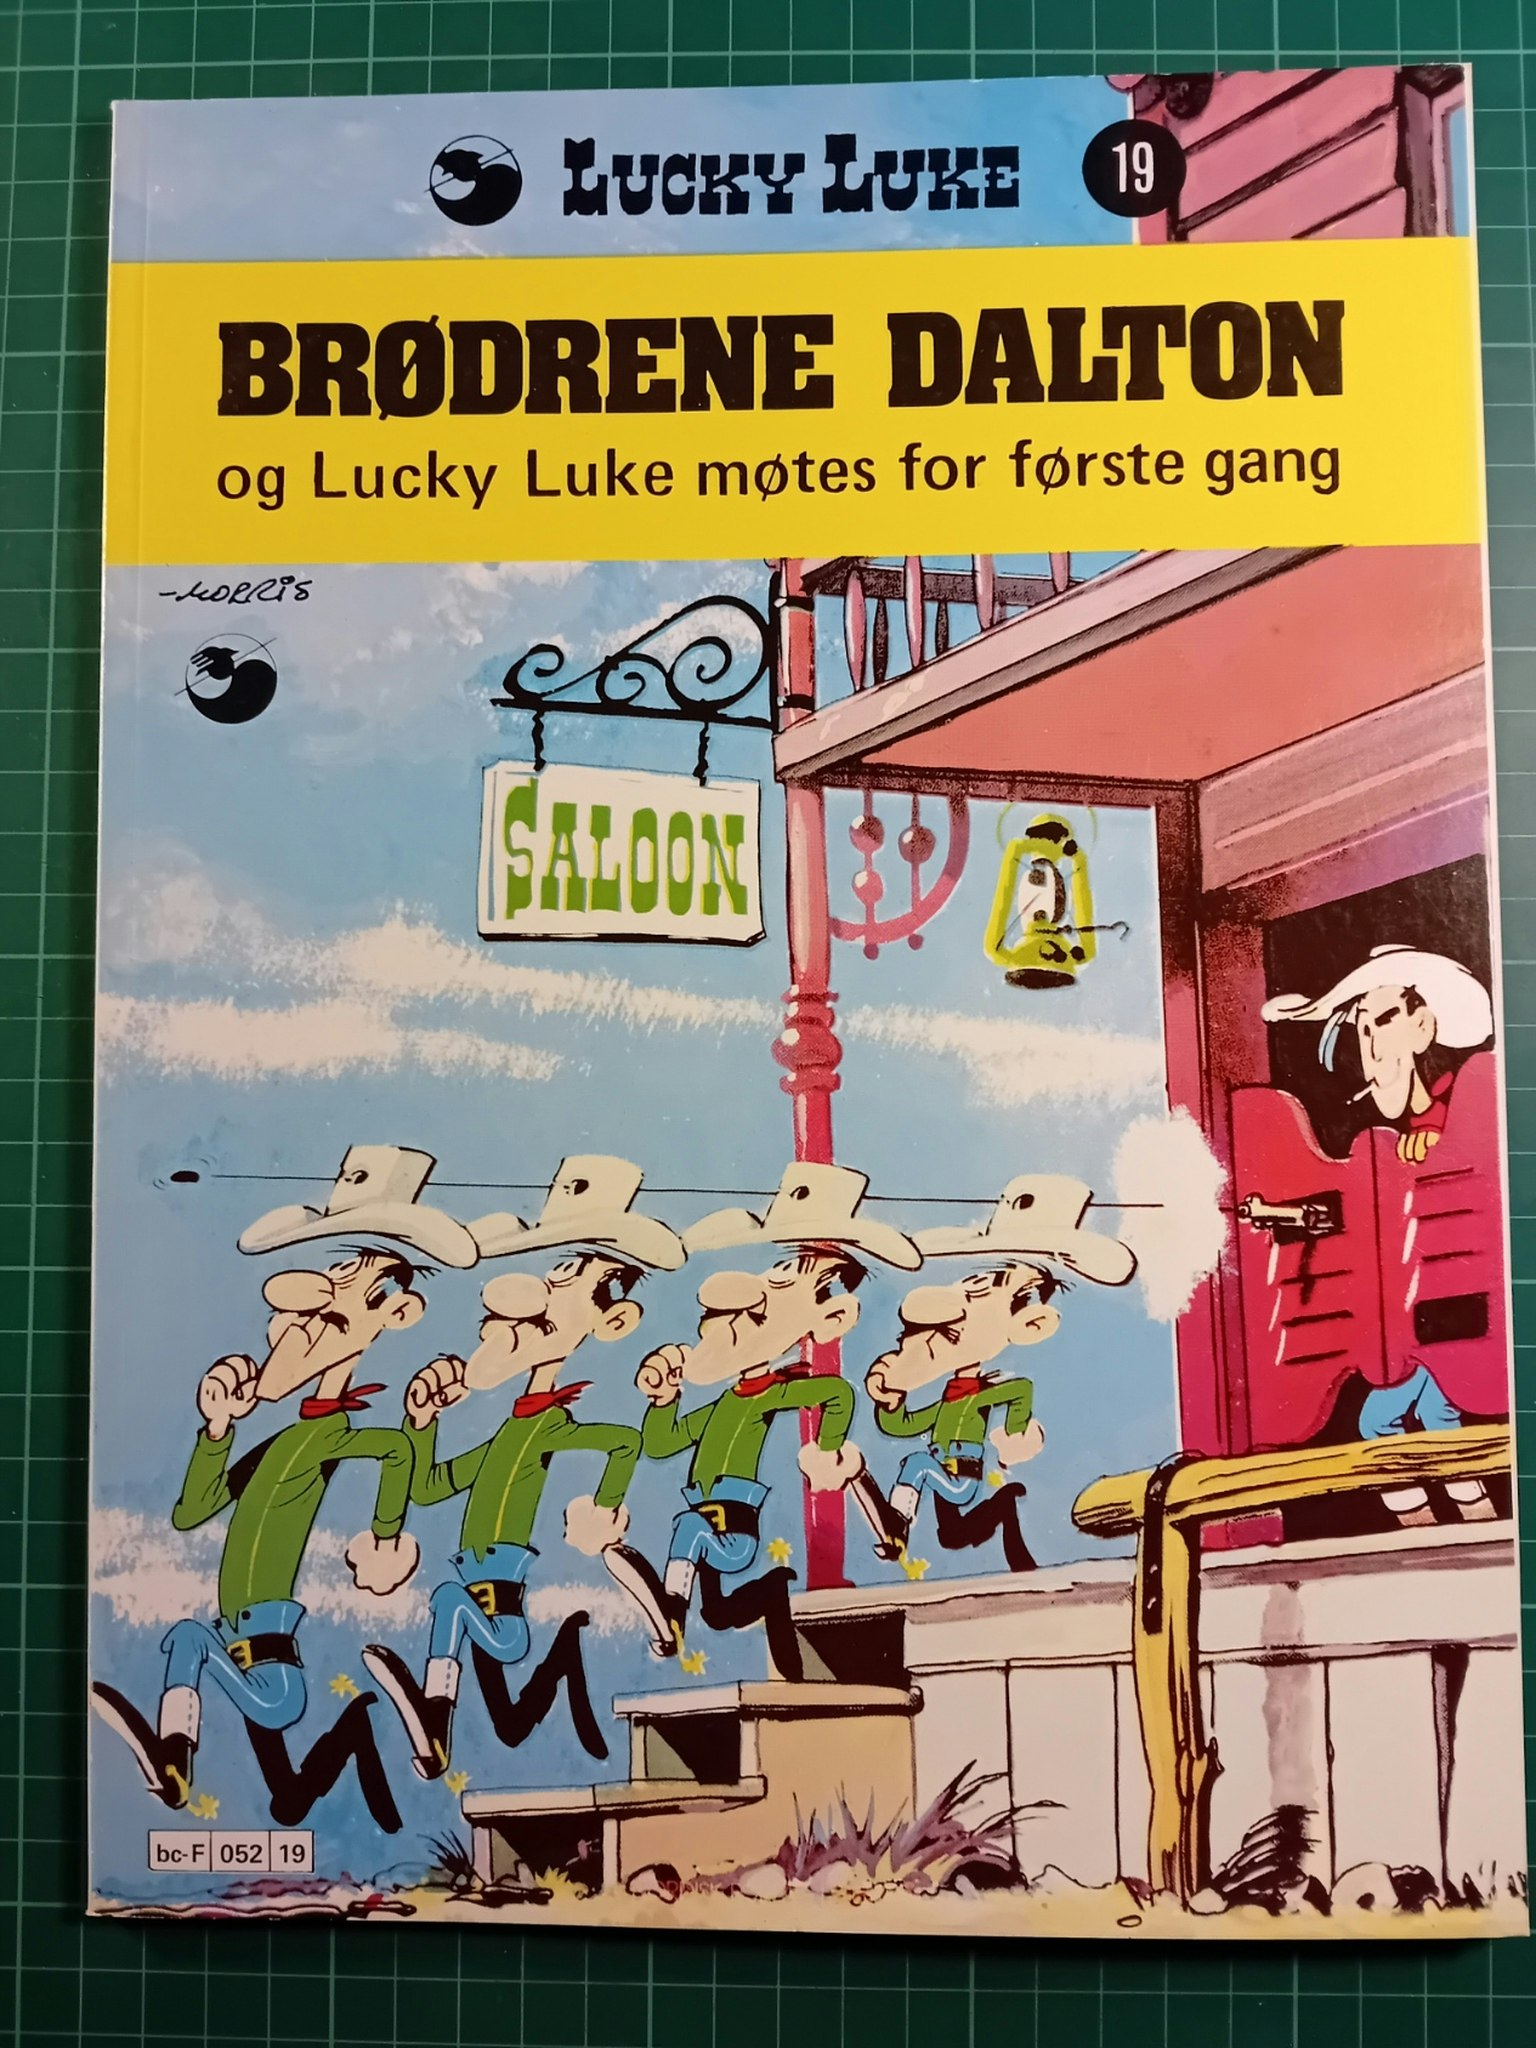 LUCKY LUKE 19
BRØDRENE DALTON
og Lucky Luke møtes for første gang
-MORRIS
SALOON
bc-F 052 19